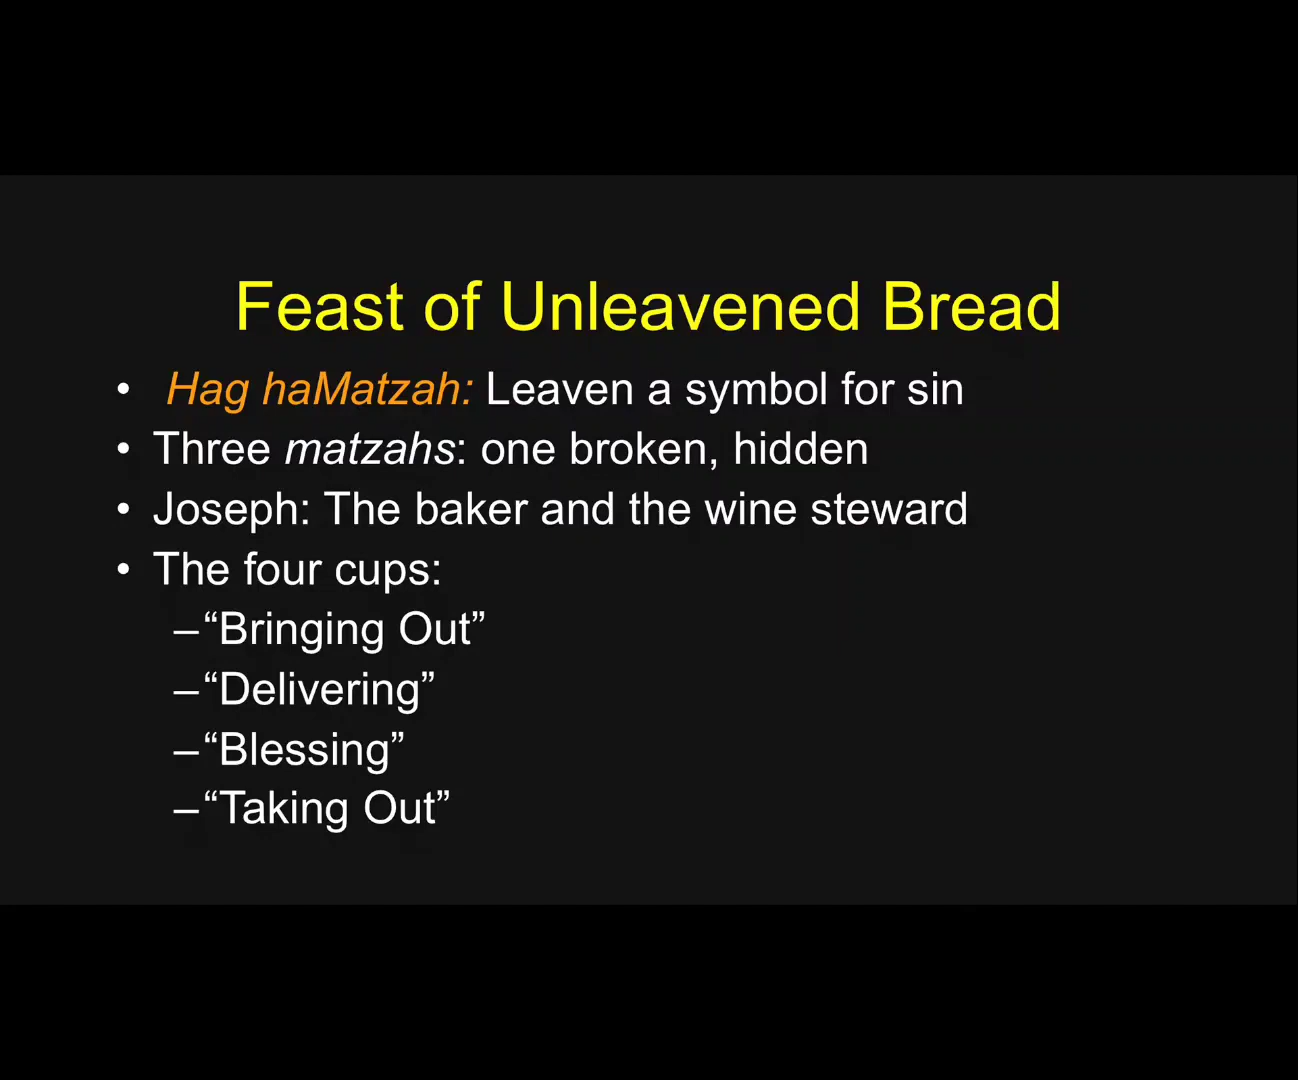 Feast of Unleavened Bread
• Hag haMatzah: Leaven a symbol for sin
• Three matzahs: one broken, hidden
• Joseph: The baker and the wine steward
• The four cups:
–“Bringing Out”
–“Delivering”
–“Blessing”
–“Taking Out”